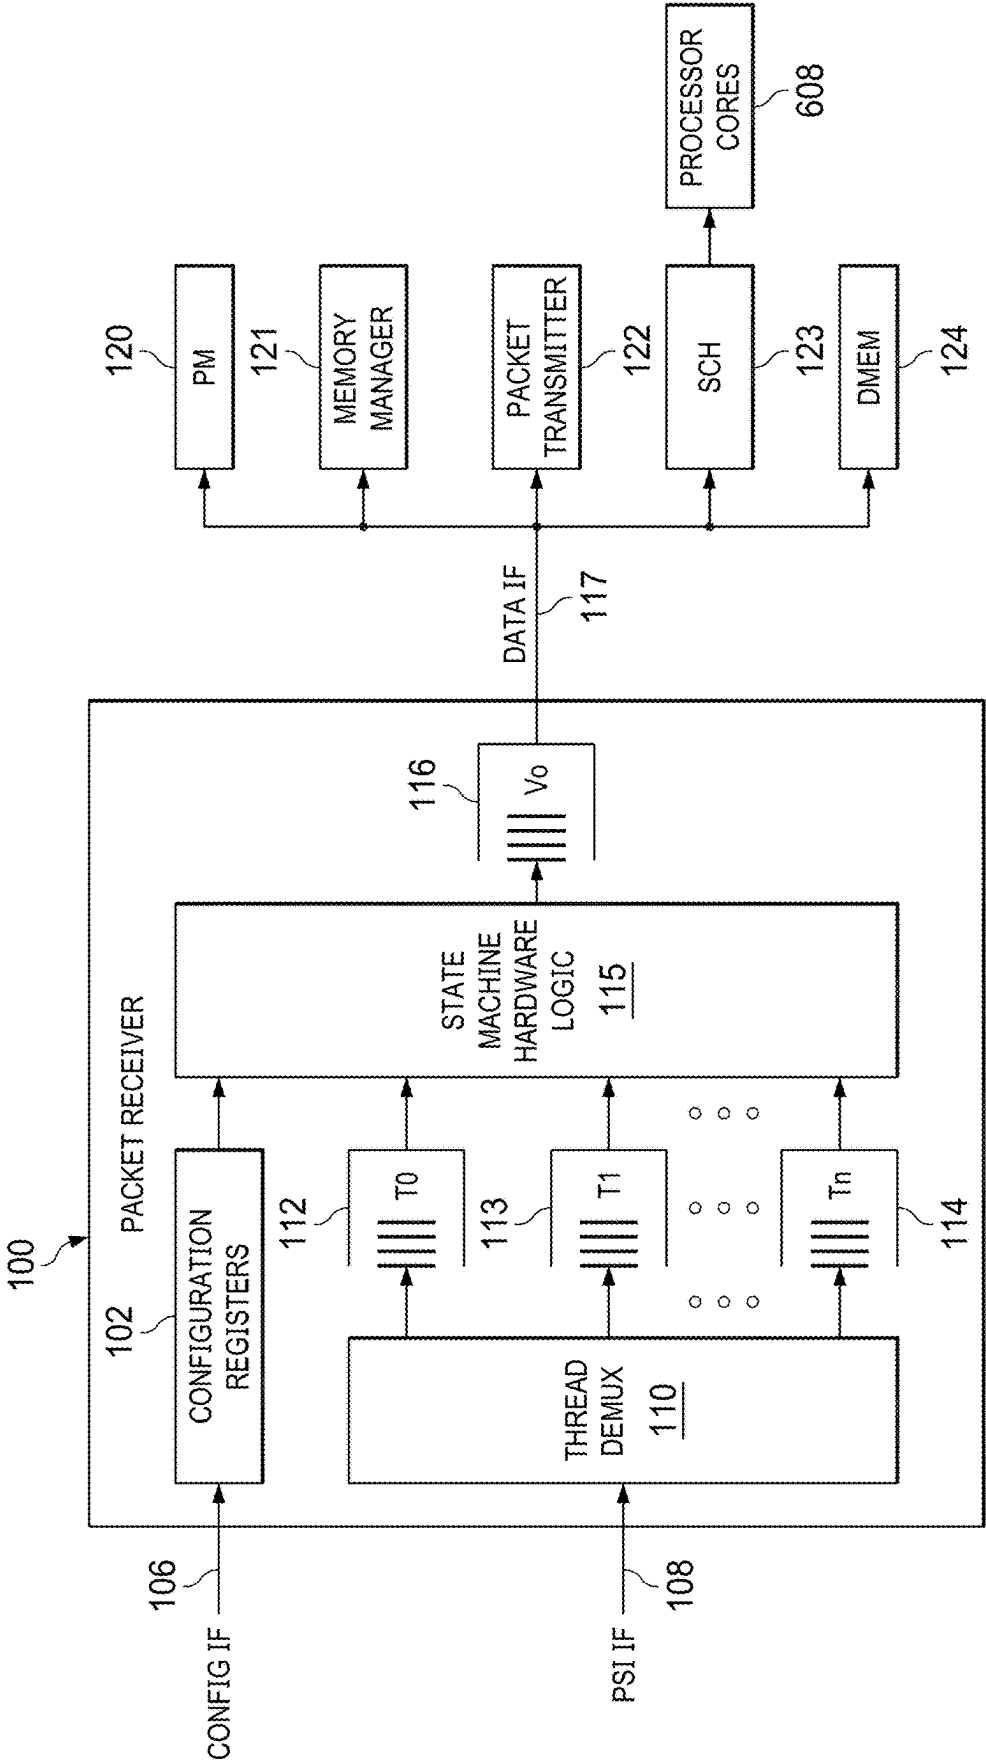 100
PACKET RECEIVER
CONFIG IF
106
102
CONFIGURATION
REGISTERS
PSI IF
108
THREAD
DEMUX
110
112
T0
113
T1
114
Tn
STATE
MACHINE
HARDWARE
LOGIC
115
116
Vo
DATA IF
117
120
PM
121
MEMORY
MANAGER
PACKET
TRANSMITTER
122
SCH
123
DMEM
124
PROCESSOR
CORES
608